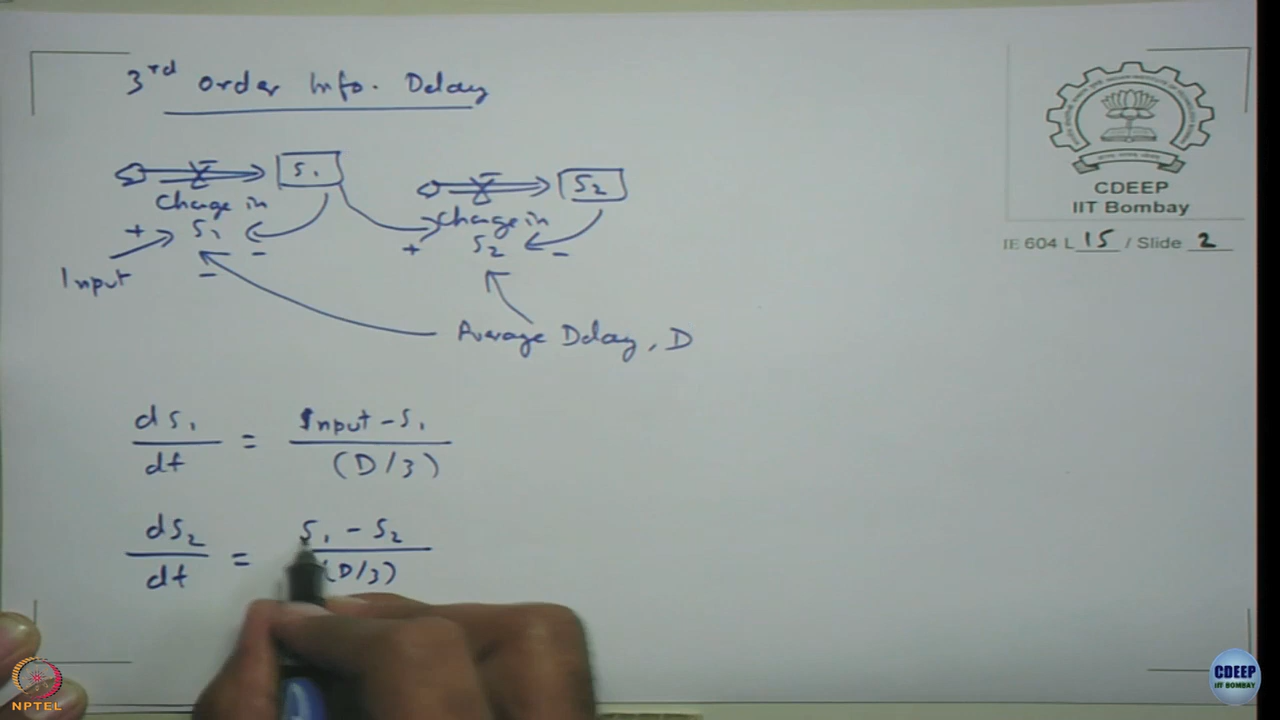 3rd Order Info. Delay
S1
S2
Change in
S1
Change in
S2
+
-
-
+
-
Input
Average Delay, D
dS1/dt = Input - S1/(D/3)
dS2/dt = S1 - S2/(D/3)
CDEEP
IIT Bombay
IE 604 L 15 / Slide 2
NPTEL
CDEEP
IIT BOMBAY